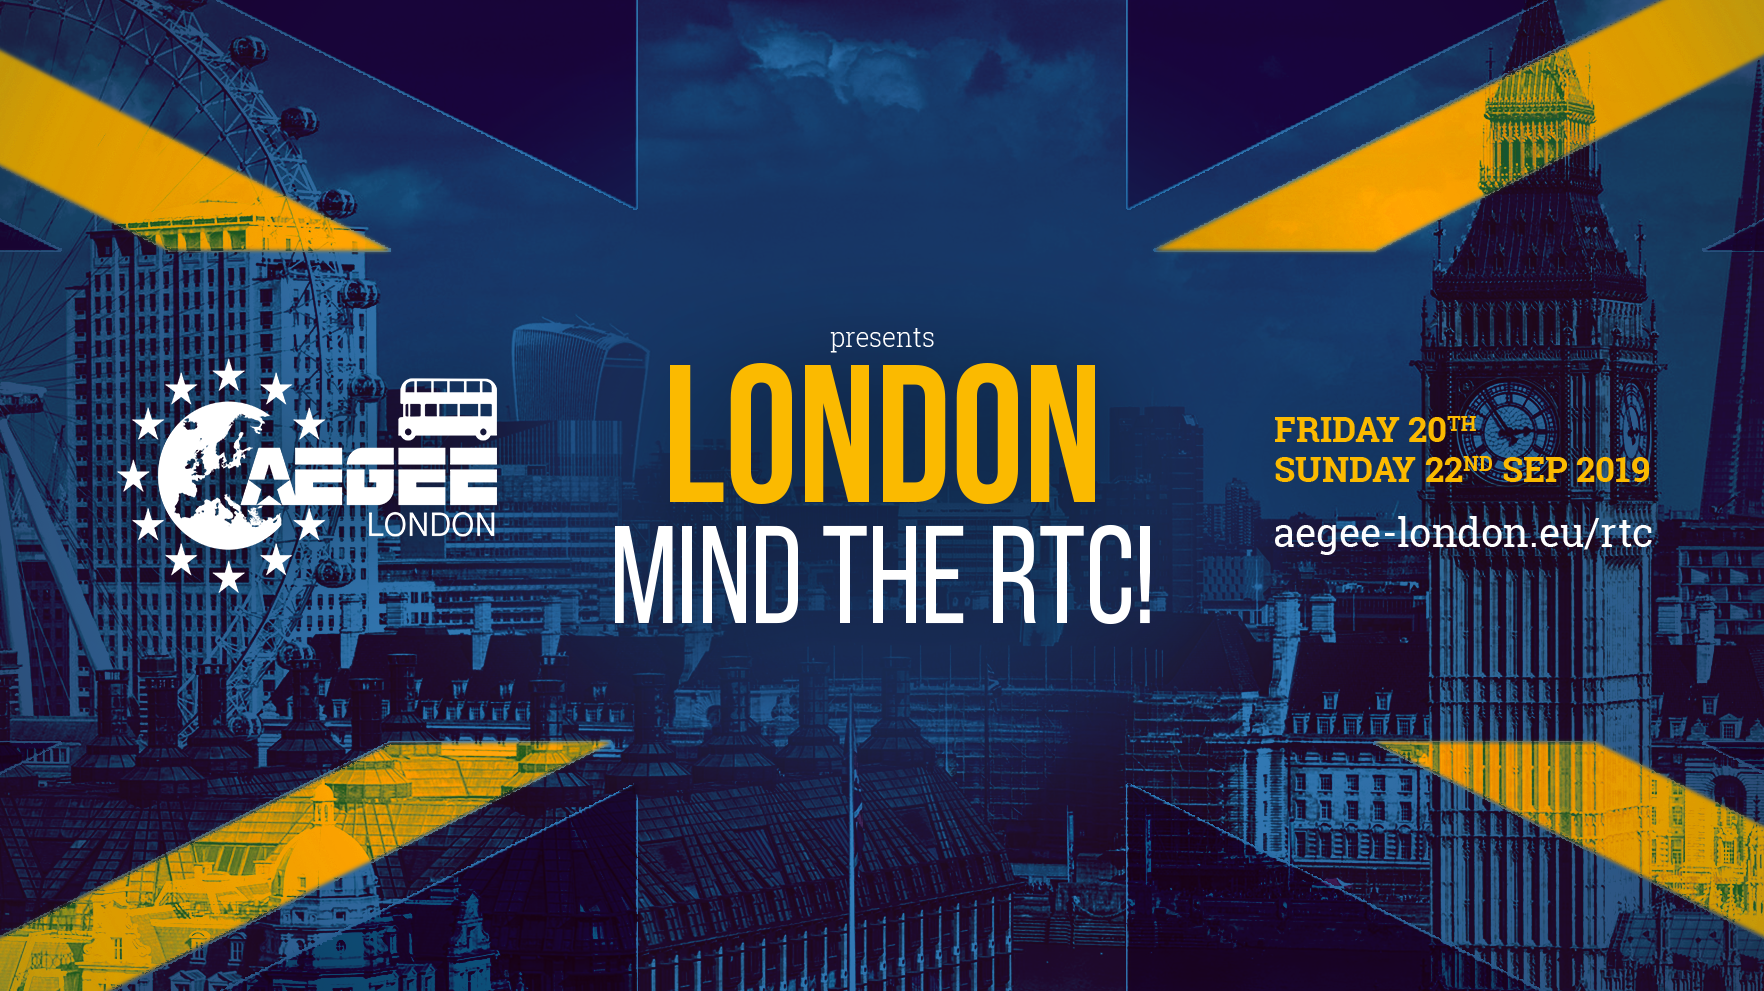 AEGEE
LONDON
presents
LONDON
MIND THE RTC!
FRIDAY 20TH
SUNDAY 22ND SEP 2019
aegee-london.eu/rtc